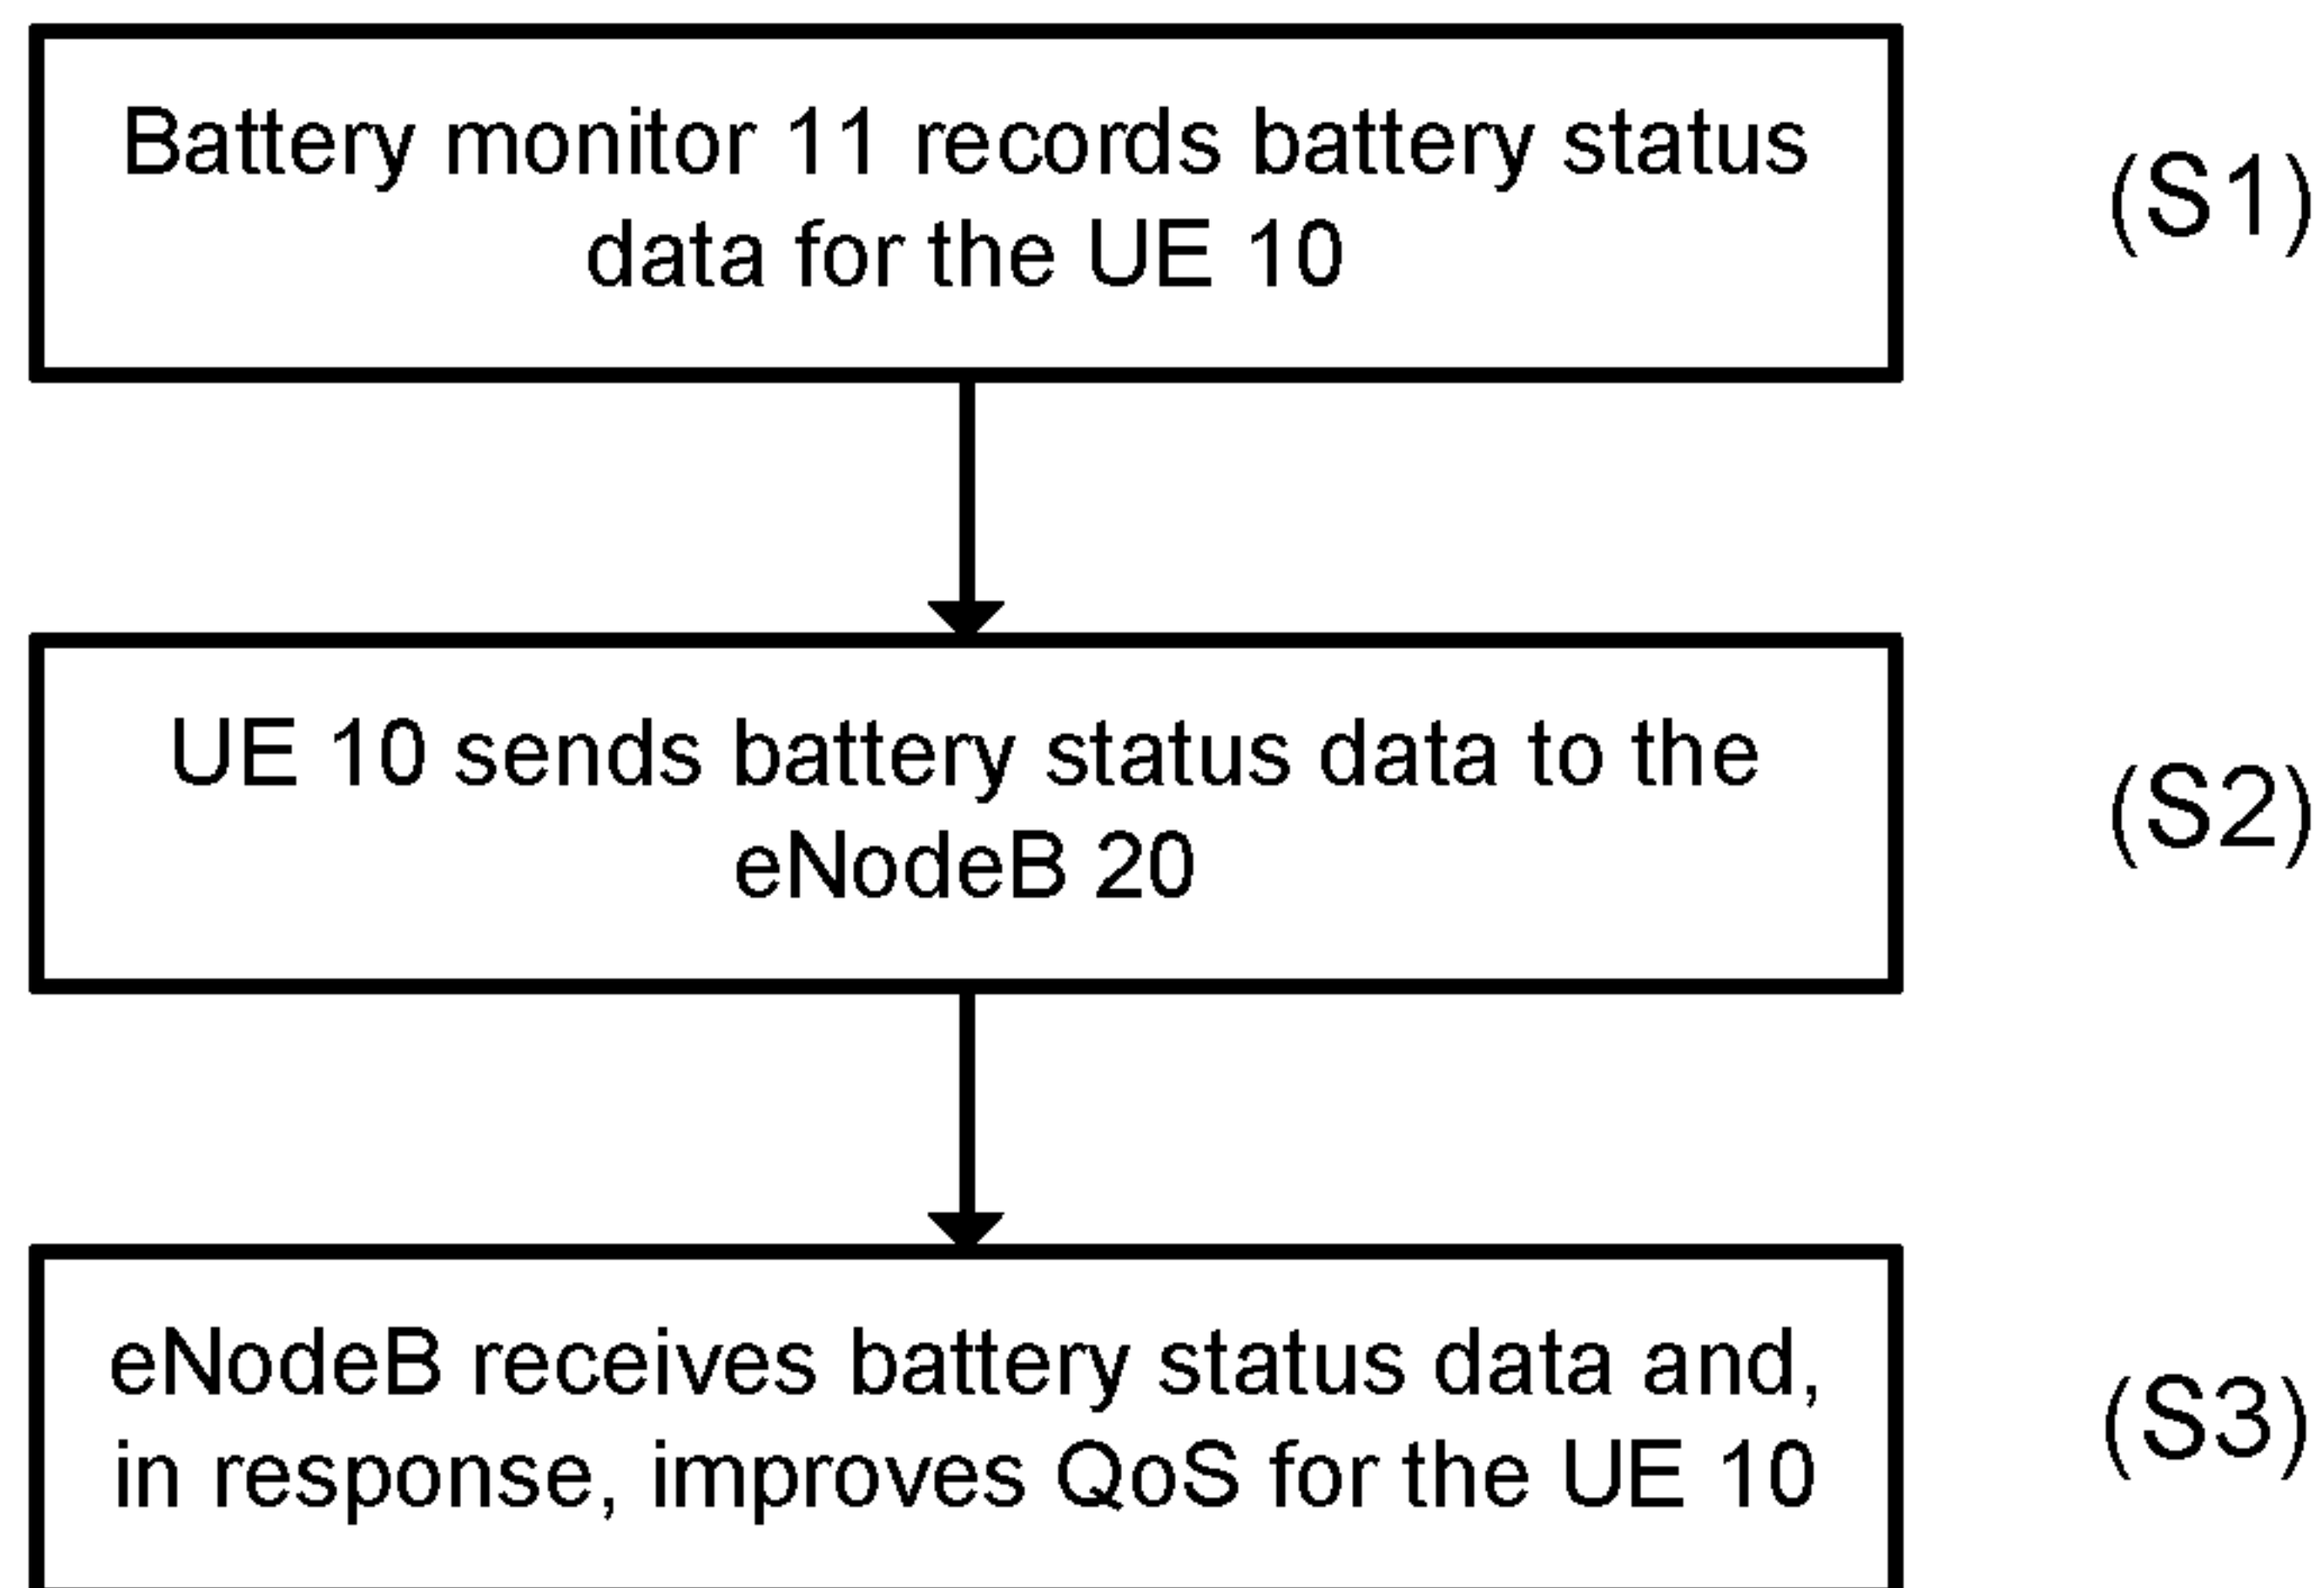 Battery monitor 11 records battery status
data for the UE 10
(S1)
UE 10 sends battery status data to the
eNodeB 20
(S2)
eNodeB receives battery status data and,
in response, improves QoS for the UE 10
(S3)